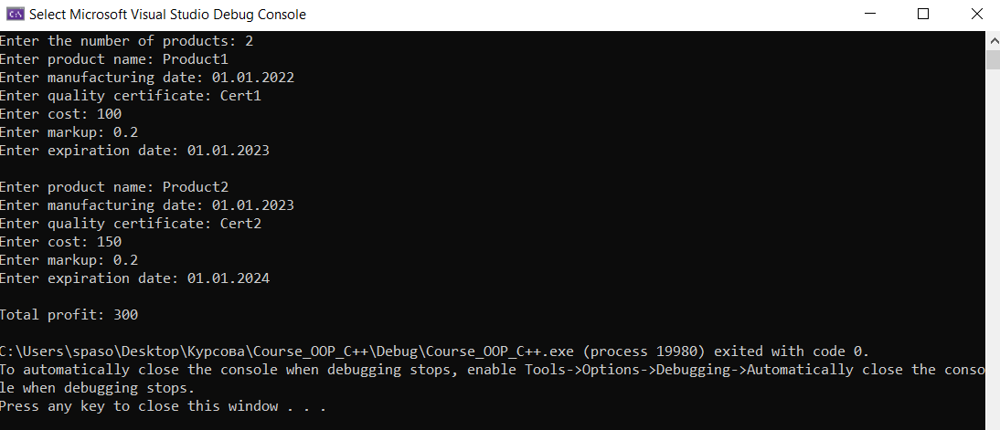 Select Microsoft Visual Studio Debug Console
Enter the number of products: 2
Enter product name: Product1
Enter manufacturing date: 01.01.2022
Enter quality certificate: Cert1
Enter cost: 100
Enter markup: 0.2
Enter expiration date: 01.01.2023
Enter product name: Product2
Enter manufacturing date: 01.01.2023
Enter quality certificate: Cert2
Enter cost: 150
Enter markup: 0.2
Enter expiration date: 01.01.2024
Total profit: 300
C:\Users\spaso\Desktop\Курсова\Course_OOP_C++\Debug\Course_OOP_C++.exe (process 19980) exited with code 0.
To automatically close the console when debugging stops, enable Tools->Options->Debugging->Automatically close the conso
le when debugging stops.
Press any key to close this window . . .